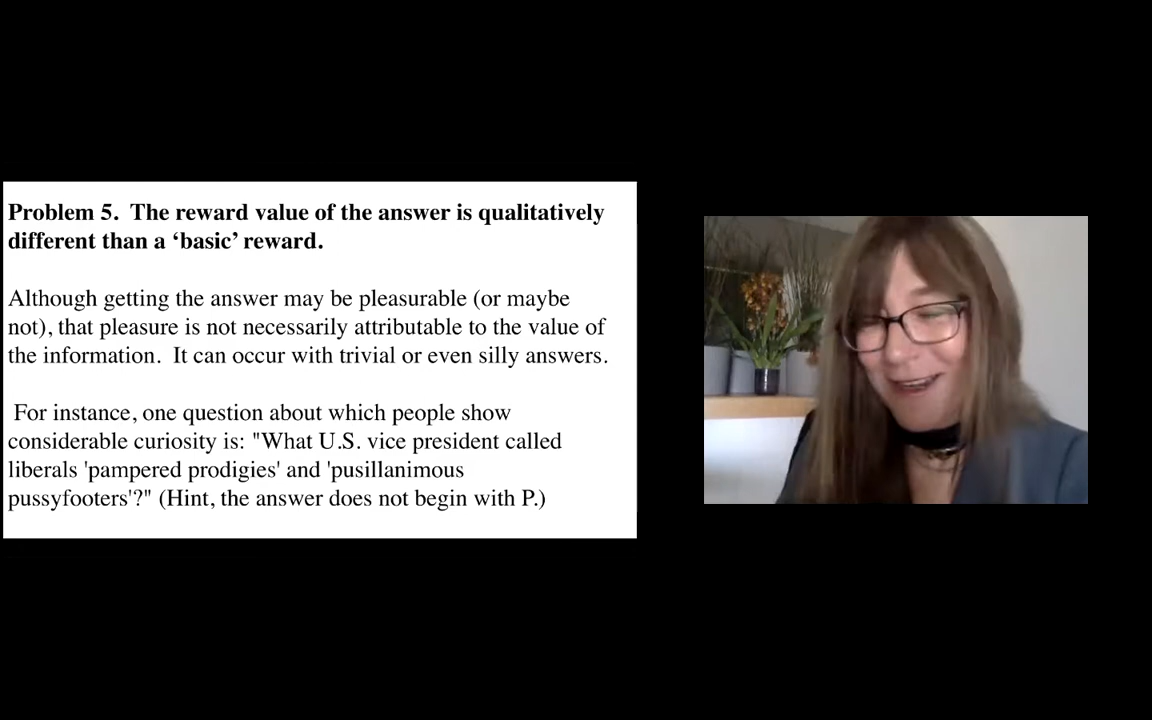 Problem 5.  The reward value of the answer is qualitatively
different than a ‘basic’ reward.
Although getting the answer may be pleasurable (or maybe
not), that pleasure is not necessarily attributable to the value of
the information.  It can occur with trivial or even silly answers.
For instance, one question about which people show
considerable curiosity is: "What U.S. vice president called
liberals 'pampered prodigies' and 'pusillanimous
pussyfooters'?" (Hint, the answer does not begin with P.)